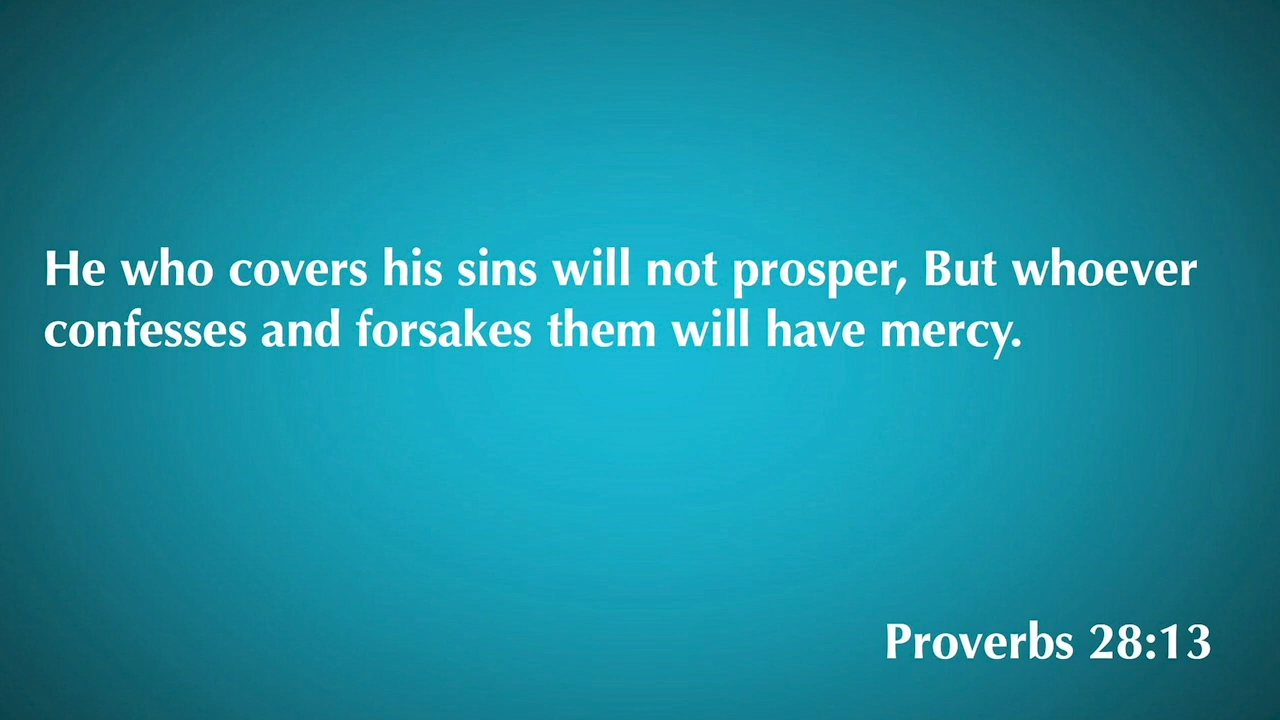 He who covers his sins will not prosper, But whoever
confesses and forsakes them will have mercy.
Proverbs 28:13